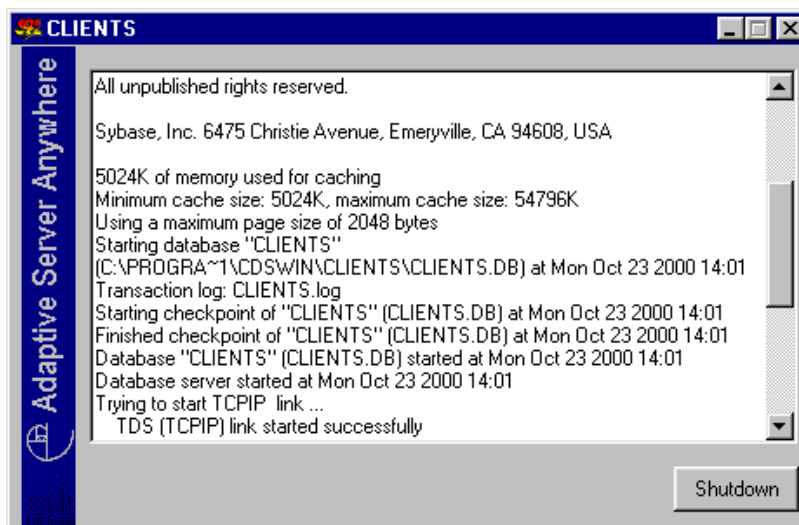 SQL CLIENTS
Adaptive Server Anywhere
All unpublished rights reserved.
Sybase, Inc. 6475 Christie Avenue, Emeryville, CA 94608, USA
5024K of memory used for caching
Minimum cache size: 5024K, maximum cache size: 54796K
Using a maximum page size of 2048 bytes
Starting database "CLIENTS"
(C:\PROGRA~1\CDSWIN\CLIENTS\CLIENTS.DB) at Mon Oct 23 2000 14:01
Transaction log: CLIENTS.log
Starting checkpoint of "CLIENTS" (CLIENTS.DB) at Mon Oct 23 2000 14:01
Finished checkpoint of "CLIENTS" (CLIENTS.DB) at Mon Oct 23 2000 14:01
Database "CLIENTS" (CLIENTS.DB) started at Mon Oct 23 2000 14:01
Database server started at Mon Oct 23 2000 14:01
Trying to start TCPIP  link ...
    TDS (TCPIP) link started successfully
Shutdown